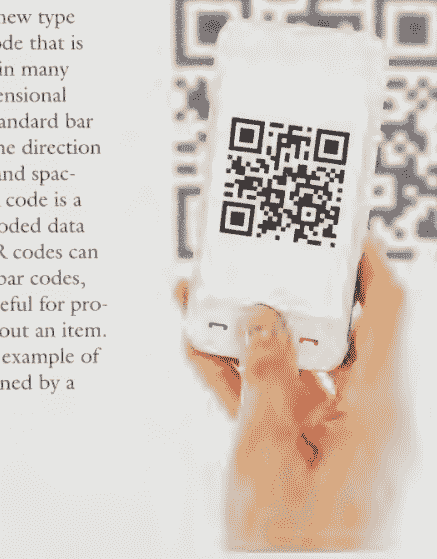 new type
ode that is
in many
ensional
andard bar
ne direction
and spac-
code is a
oded data
R codes can
bar codes,
eful for pro-
out an item.
example of
ned by a